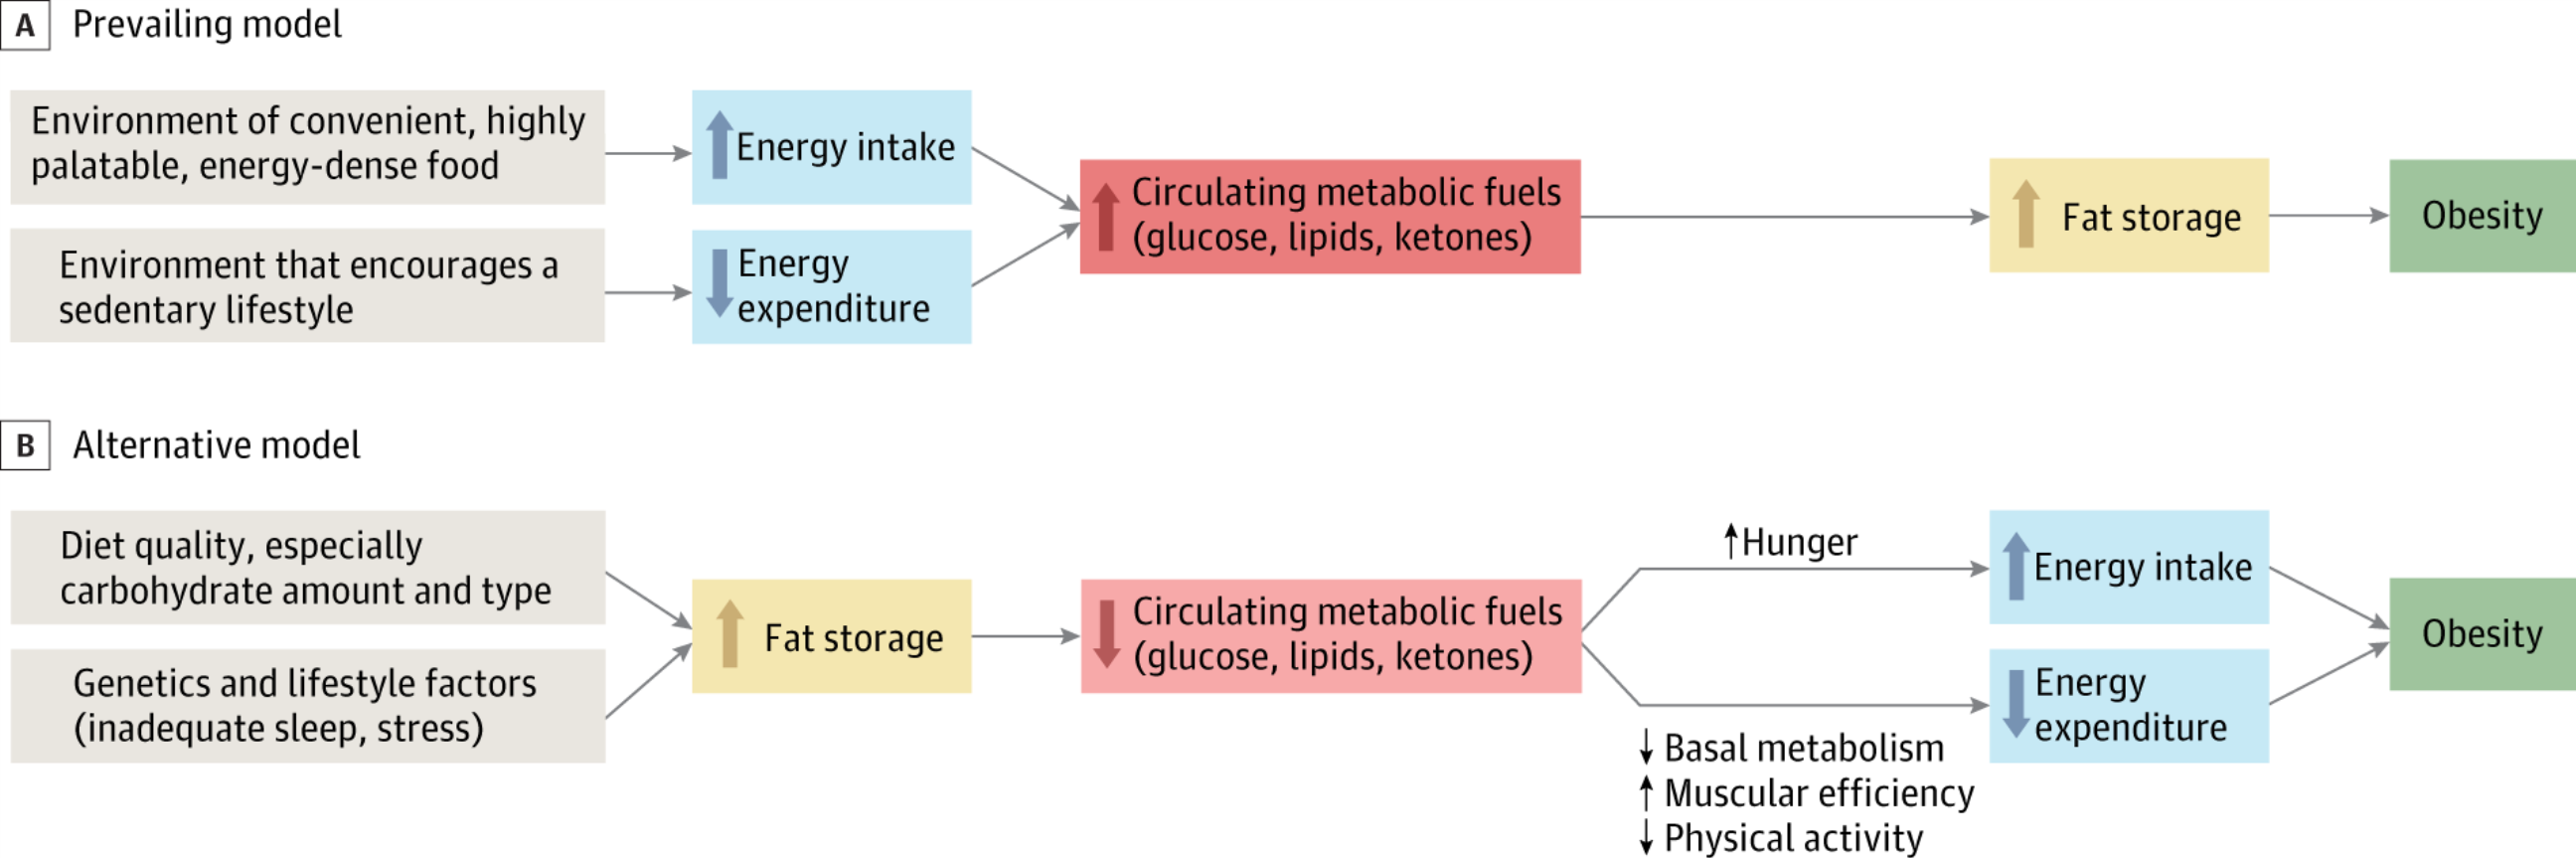 A Prevailing model
Environment of convenient, highly
palatable, energy-dense food
Energy intake
Environment that encourages a
sedentary lifestyle
Energy
expenditure
Circulating metabolic fuels
(glucose, lipids, ketones)
Fat storage
Obesity
B Alternative model
Diet quality, especially
carbohydrate amount and type
Genetics and lifestyle factors
(inadequate sleep, stress)
Fat storage
Circulating metabolic fuels
(glucose, lipids, ketones)
↑Hunger
↓ Basal metabolism
↑ Muscular efficiency
↓ Physical activity
Energy intake
Energy
expenditure
Obesity